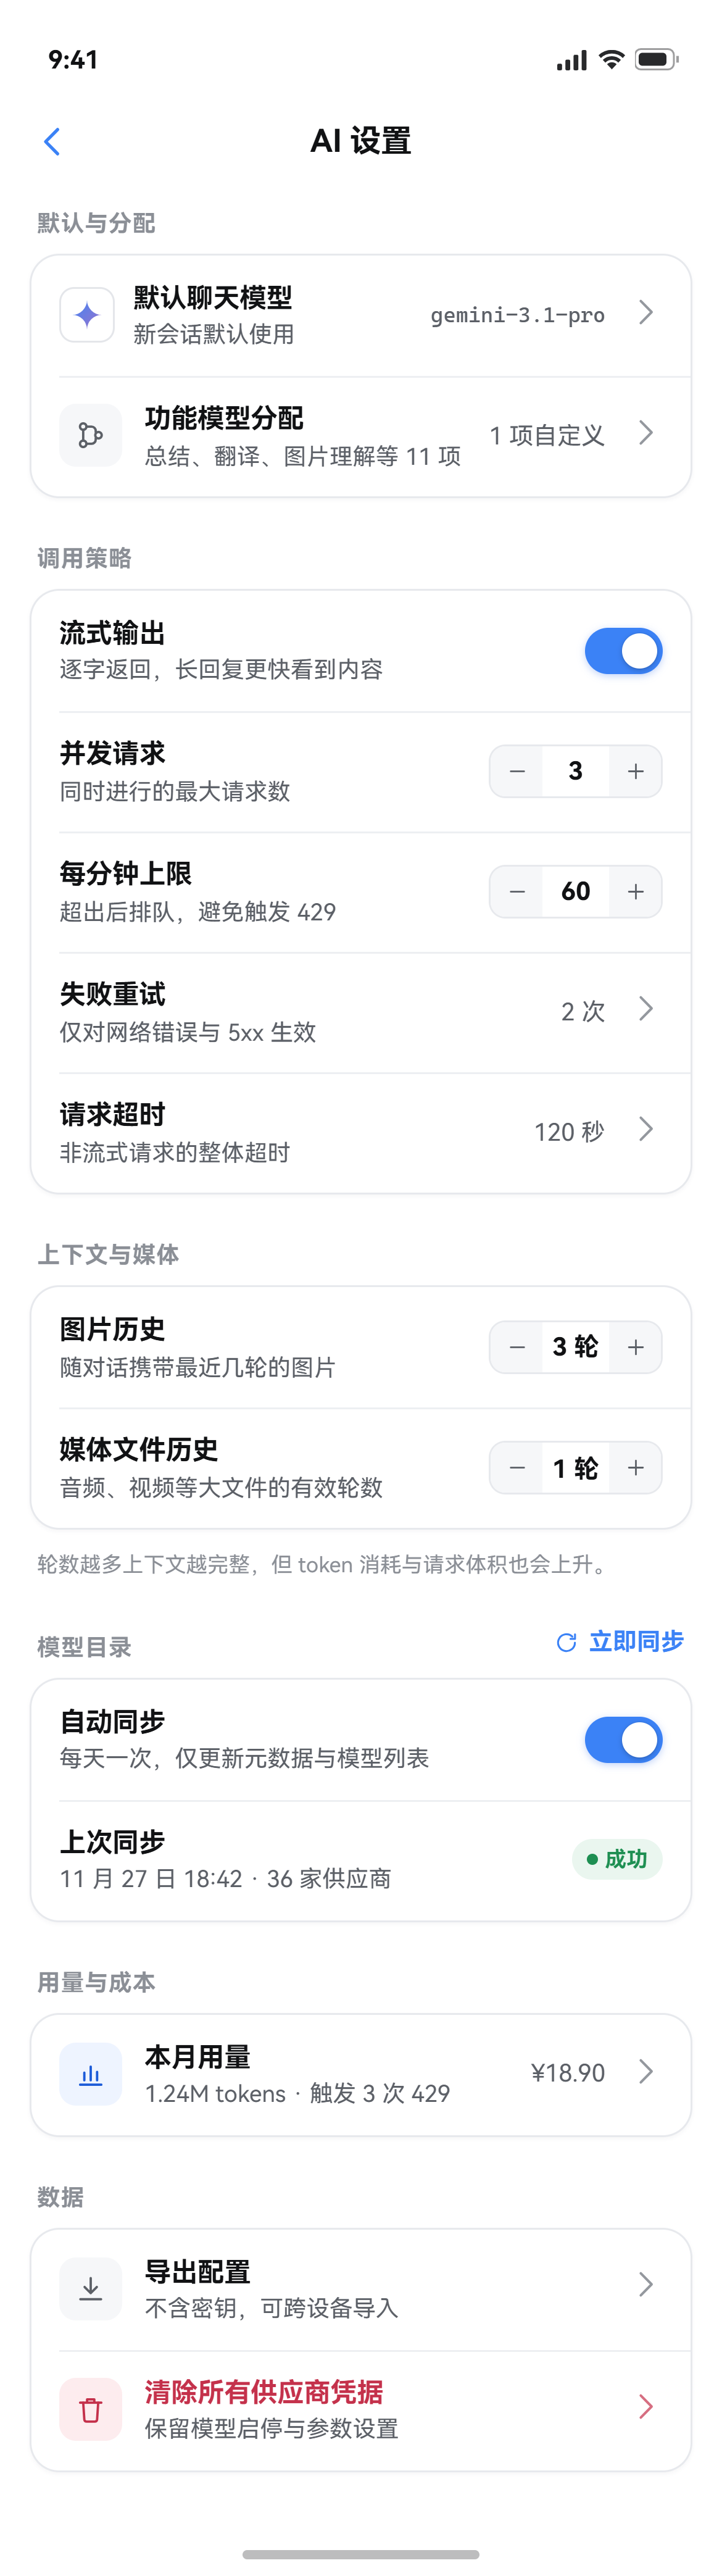 9:41
AI 设置
默认与分配
默认聊天模型
新会话默认使用
gemini-3.1-pro
功能模型分配
总结、翻译、图片理解等 11 项
1 项自定义
调用策略
流式输出
逐字返回，长回复更快看到内容
并发请求
同时进行的最大请求数
3
每分钟上限
超出后排队，避免触发 429
60
失败重试
仅对网络错误与 5xx 生效
2 次
请求超时
非流式请求的整体超时
120 秒
上下文与媒体
图片历史
随对话携带最近几轮的图片
3 轮
媒体文件历史
音频、视频等大文件的有效轮数
1 轮
轮数越多上下文越完整，但 token 消耗与请求体积也会上升。
模型目录
立即同步
自动同步
每天一次，仅更新元数据与模型列表
上次同步
11 月 27 日 18:42 · 36 家供应商
成功
用量与成本
本月用量
1.24M tokens · 触发 3 次 429
¥18.90
数据
导出配置
不含密钥，可跨设备导入
清除所有供应商凭据
保留模型启停与参数设置